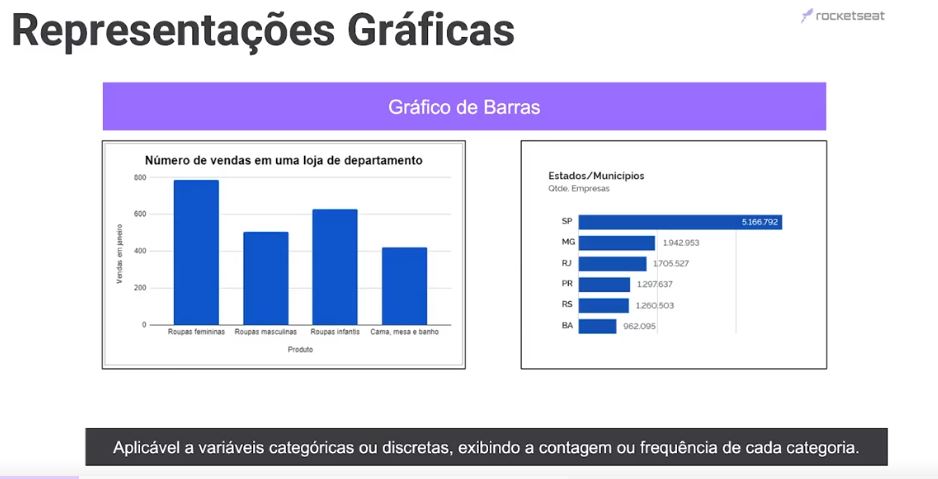 Representações Gráficas
rocketseat
Gráfico de Barras
Número de vendas em uma loja de departamento
800
600
400
200
0
Vendas em janeiro
Roupas femininas Roupas masculinas Roupas infantis Cama, mesa e banho
Produto
Estados/Municípios
Qtde. Empresas
SP 5.166.792
MG 1.942.953
RJ 1.705.527
PR 1.297.637
RS 1.260.503
BA 962.095
Aplicável a variáveis categóricas ou discretas, exibindo a contagem ou frequência de cada categoria.